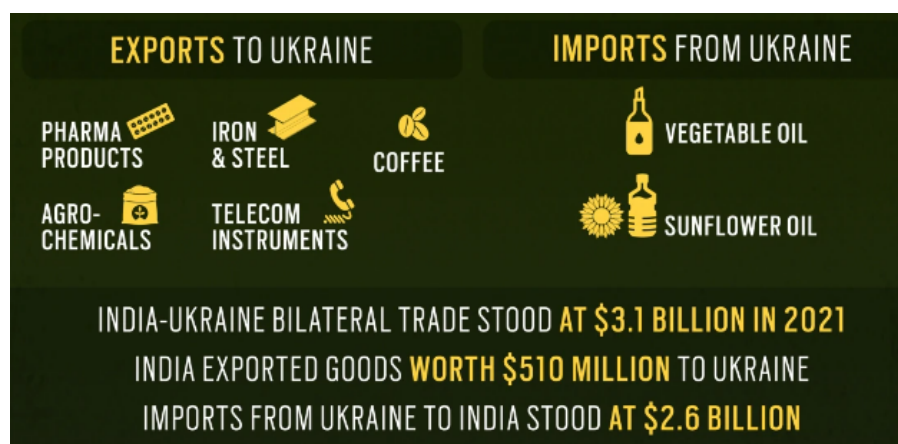 EXPORTS TO UKRAINE
PHARMA
PRODUCTS
IRON
& STEEL
COFFEE
AGRO-
CHEMICALS
TELECOM
INSTRUMENTS
IMPORTS FROM UKRAINE
VEGETABLE OIL
SUNFLOWER OIL
INDIA-UKRAINE BILATERAL TRADE STOOD AT $3.1 BILLION IN 2021
INDIA EXPORTED GOODS WORTH $510 MILLION TO UKRAINE
IMPORTS FROM UKRAINE TO INDIA STOOD AT $2.6 BILLION